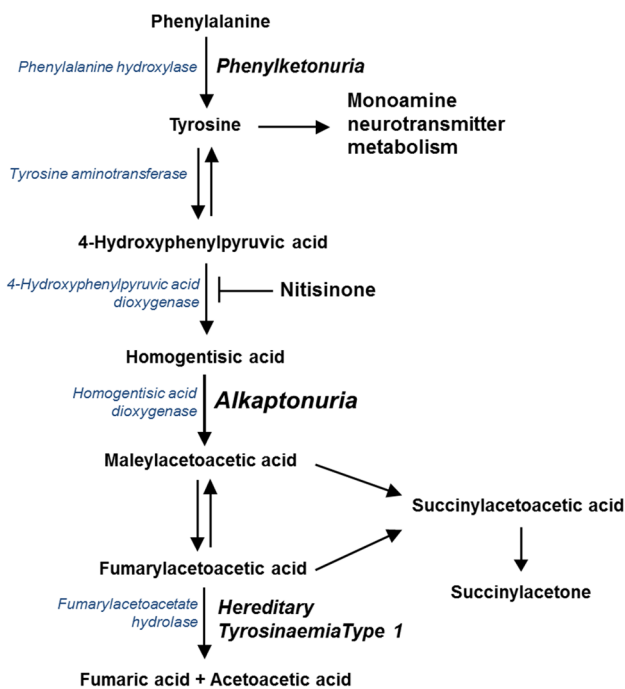 Phenylalanine
Phenylalanine hydroxylase
Phenylketonuria
Tyrosine
Monoamine
neurotransmitter
metabolism
Tyrosine aminotransferase
4-Hydroxyphenylpyruvic acid
4-Hydroxyphenylpyruvic acid
dioxygenase
Nitisinone
Homogentisic acid
Homogentisic acid
dioxygenase
Alkaptonuria
Maleylacetoacetic acid
Succinylacetoacetic acid
Fumarylacetoacetic acid
Succinylacetone
Fumarylacetoacetate
hydrolase
Hereditary
TyrosinaemiaType 1
Fumaric acid + Acetoacetic acid